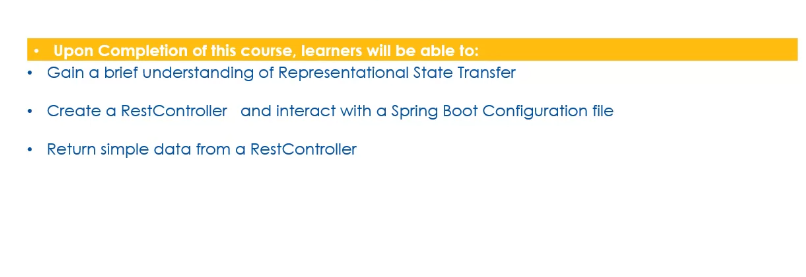 • Upon Completion of this course, learners will be able to:
• Gain a brief understanding of Representational State Transfer
• Create a RestController and interact with a Spring Boot Configuration file
• Return simple data from a RestController